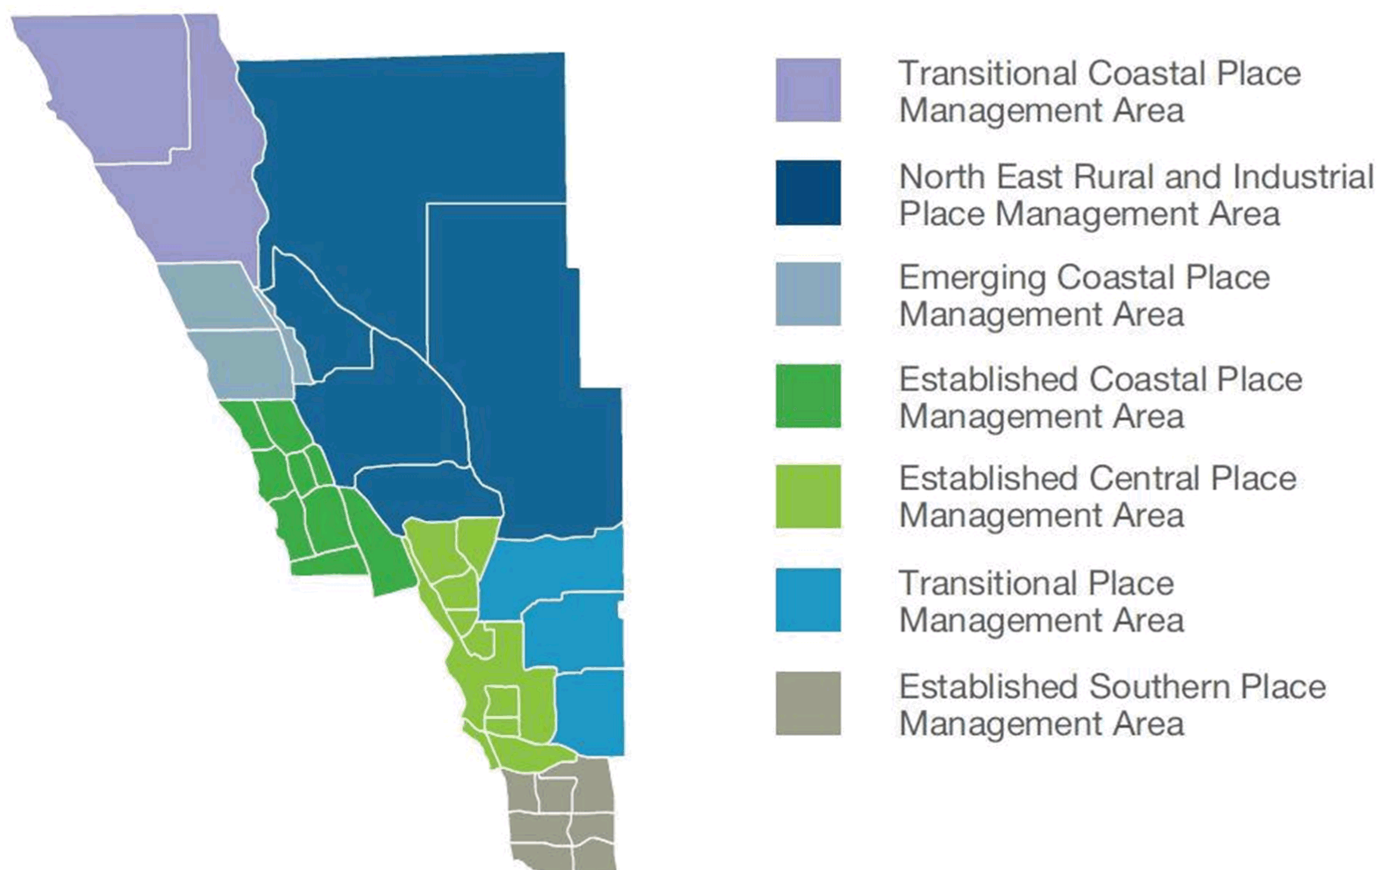 Transitional Coastal Place
Management Area
North East Rural and Industrial
Place Management Area
Emerging Coastal Place
Management Area
Established Coastal Place
Management Area
Established Central Place
Management Area
Transitional Place
Management Area
Established Southern Place
Management Area